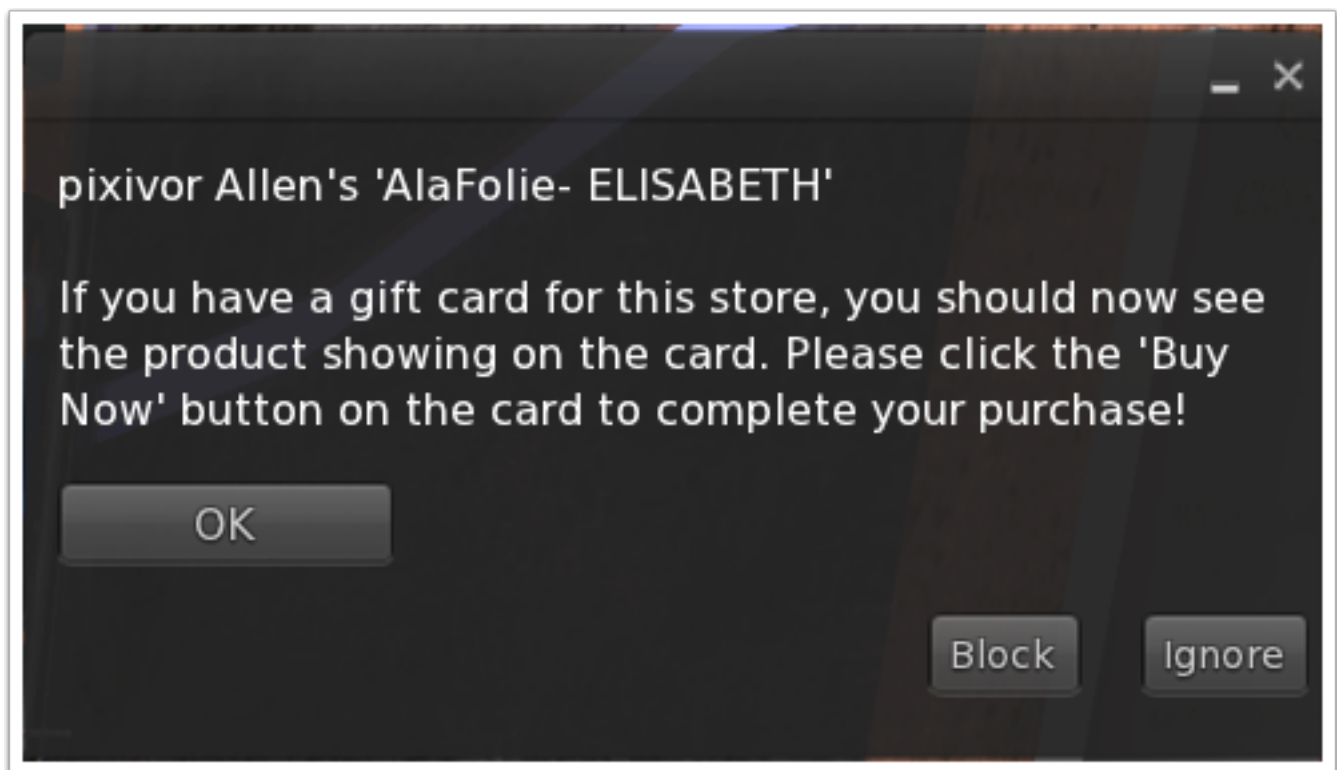 pixivor Allen's 'AlaFolie- ELISABETH'
If you have a gift card for this store, you should now see
the product showing on the card. Please click the 'Buy
Now' button on the card to complete your purchase!
OK
Block
Ignore